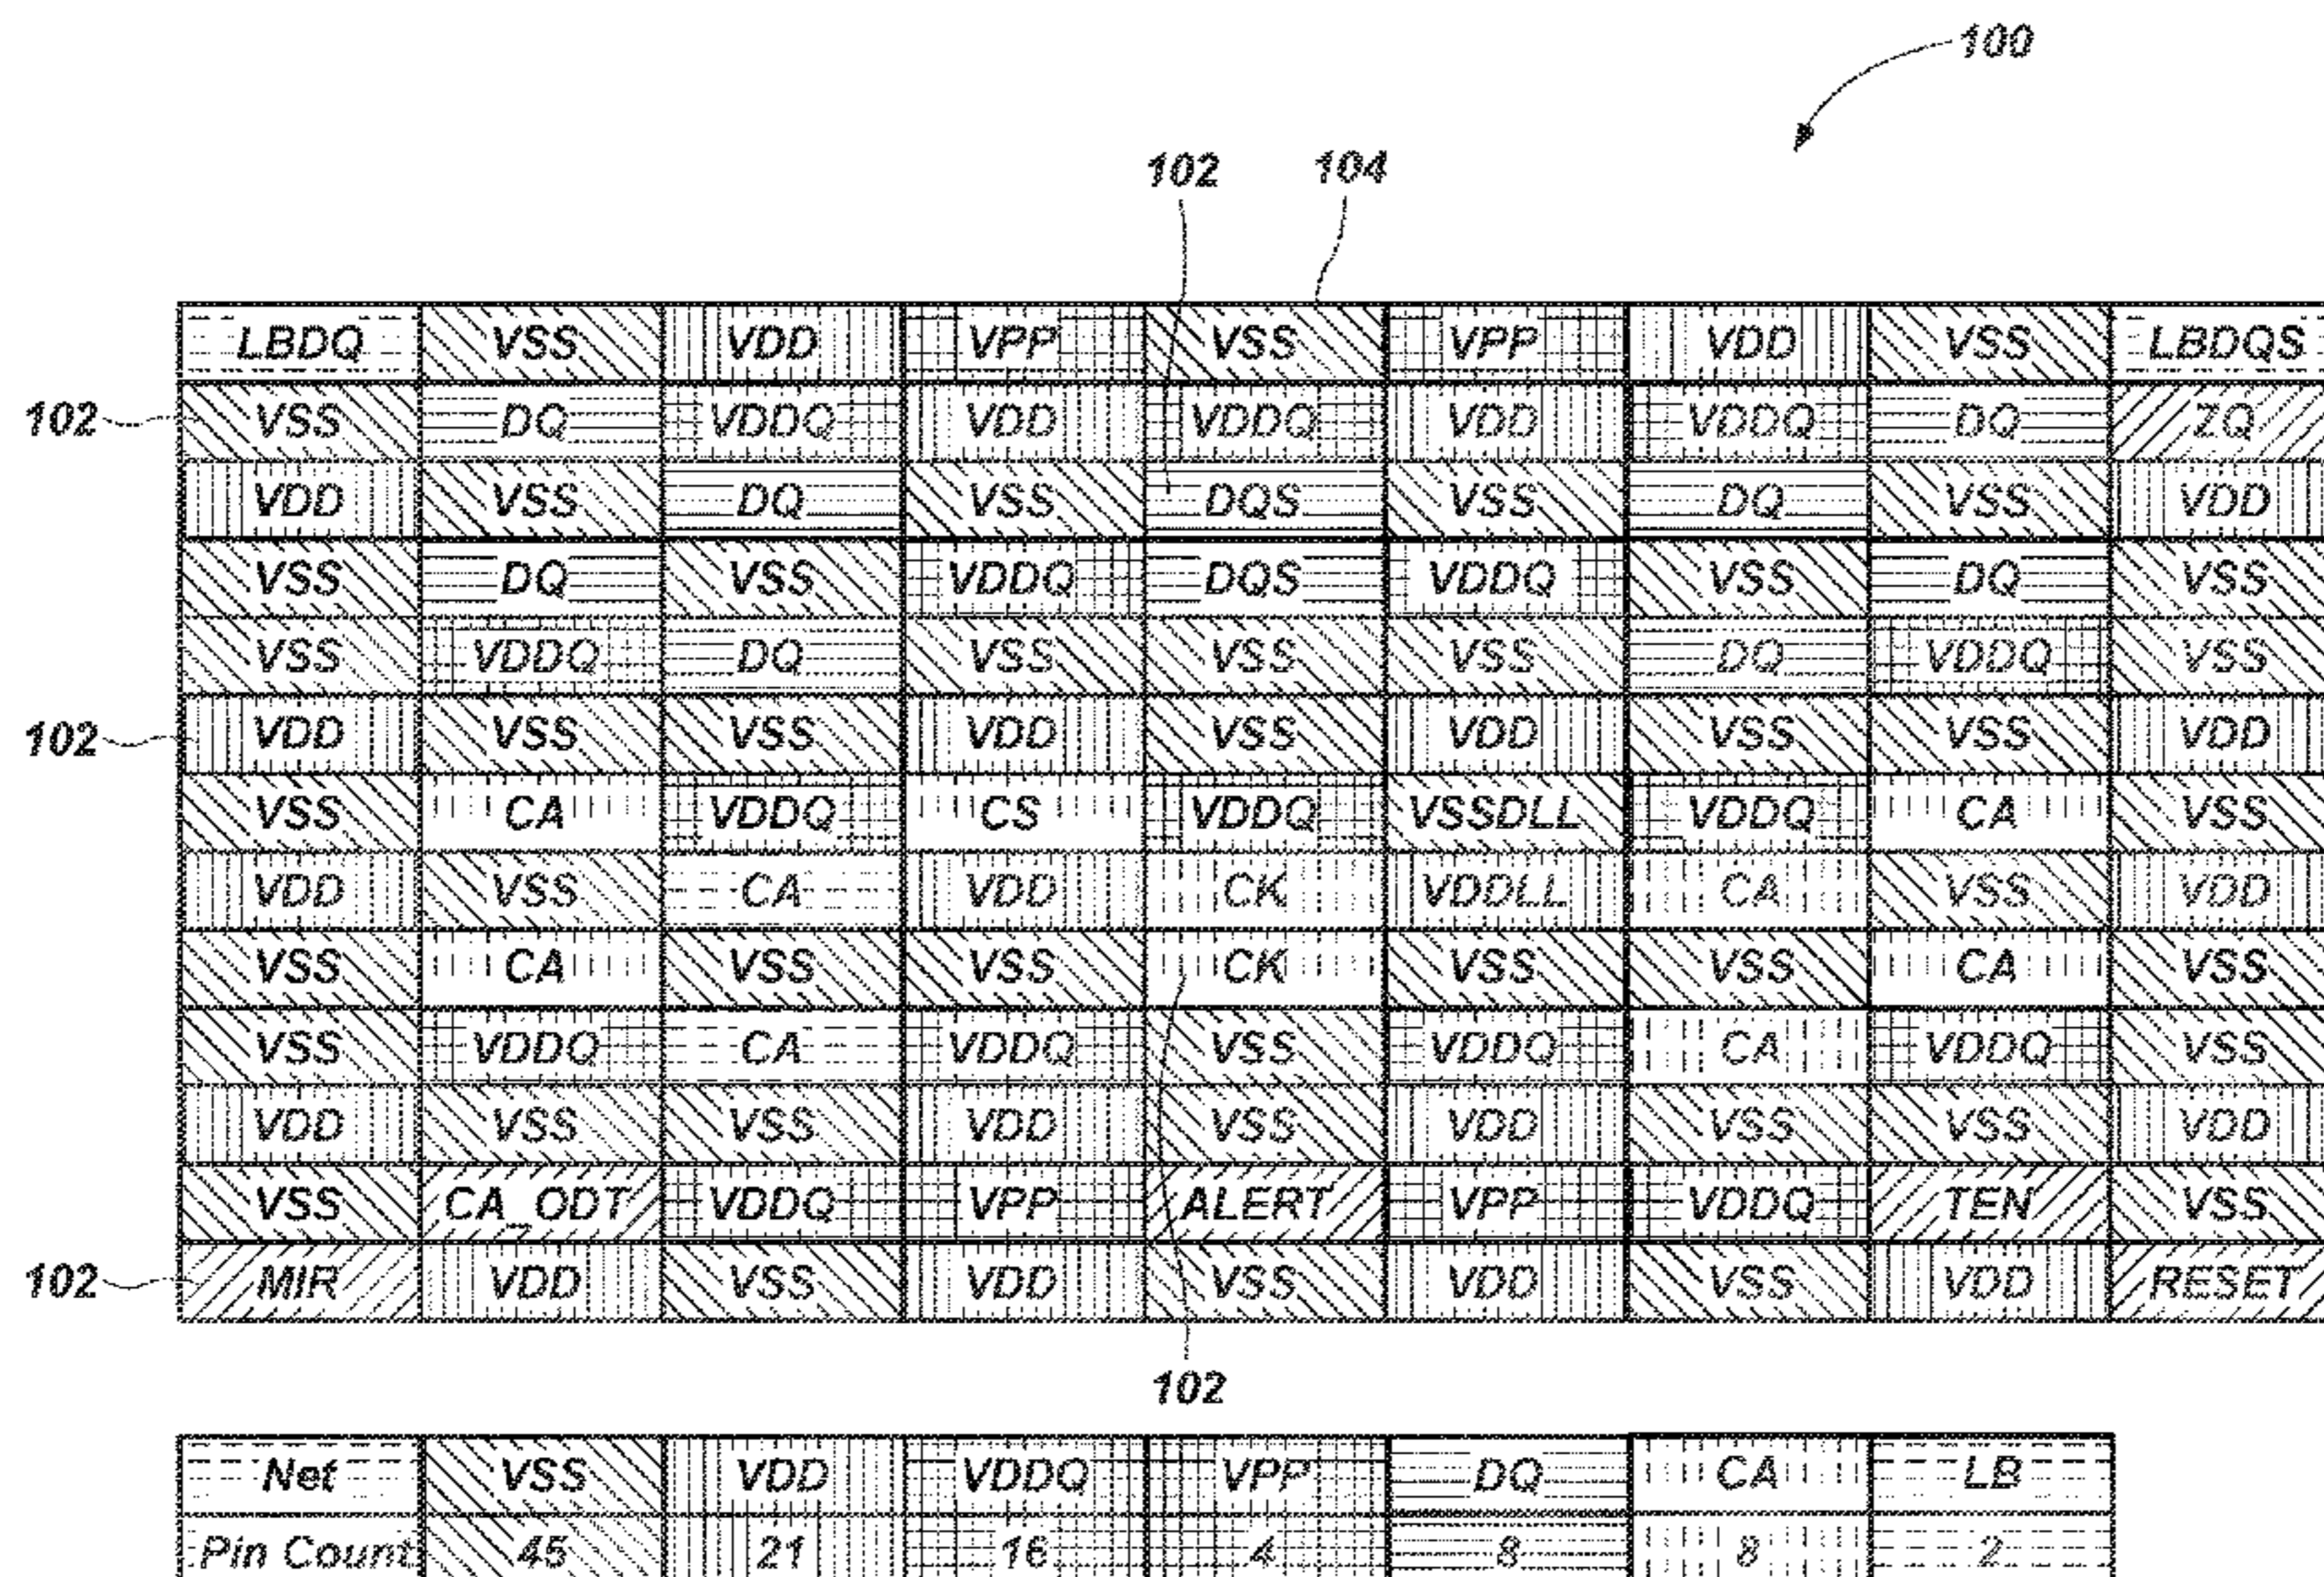 100
102 104
LBDQ VSS VDD VPP VSS VPP VDD VSS LBDQS
102 VSS DQ VDDQ VDD VDDQ VDD VDDQ DQ ZQ
VDD VSS DQ VSS DQS VSS DQ VSS VDD
VSS DQ VSS VDDQ DQS VDDQ VSS DQ VSS
VSS VDDQ DQ VSS VSS VSS DQ VDDQ VSS
102 VDD VSS VSS VDD VSS VDD VSS VSS VDD
VSS CA VDDQ CS VDDQ VSSDLL VDDQ CA VSS
VDD VSS CA VDD CK VDDLL CA VSS VDD
VSS CA VSS VSS CK VSS VSS CA VSS
VSS VDDQ CA VDDQ VSS VDDQ CA VDDQ VSS
VDD VSS VSS VDD VSS VDD VSS VSS VDD
VSS CA_ODT VDDQ VPP ALERT VPP VDDQ TEN VSS
102 MIR VDD VSS VDD VSS VDD VSS VDD RESET
102
Net VSS VDD VDDQ VPP DQ CA LB
Pin Count 45 21 16 4 8 8 2